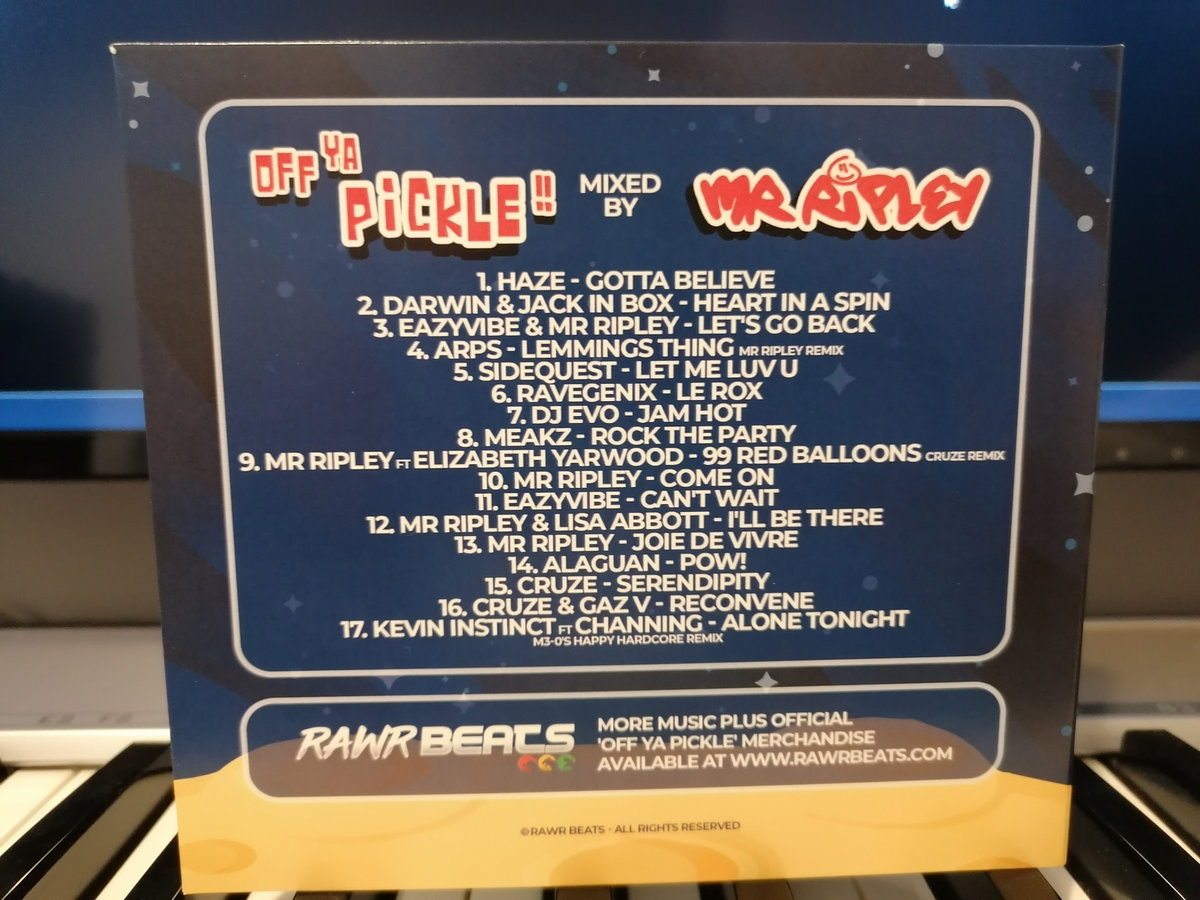 OFF YA PICKLE!!
MIXED BY
MR RIPLEY
1. HAZE - GOTTA BELIEVE
2. DARWIN & JACK IN BOX - HEART IN A SPIN
3. EAZYVIBE & MR RIPLEY - LET'S GO BACK
4. ARPS - LEMMINGS THING MR RIPLEY REMIX
5. SIDEQUEST - LET ME LUV U
6. RAVEGENIX - LE ROX
7. DJ EVO - JAM HOT
8. MEAKZ - ROCK THE PARTY
9. MR RIPLEY FT ELIZABETH YARWOOD - 99 RED BALLOONS CRUZE REMIX
10. MR RIPLEY - COME ON
11. EAZYVIBE - CAN'T WAIT
12. MR RIPLEY & LISA ABBOTT - I'LL BE THERE
13. MR RIPLEY - JOIE DE VIVRE
14. ALAGUAN - POW!
15. CRUZE - SERENDIPITY
16. CRUZE & GAZ V - RECONVENE
17. KEVIN INSTINCT FT CHANNING - ALONE TONIGHT
M3-O'S HAPPY HARDCORE REMIX
RAWR BEATS
MORE MUSIC PLUS OFFICIAL
'OFF YA PICKLE' MERCHANDISE
AVAILABLE AT WWW.RAWRBEATS.COM
© RAWR BEATS - ALL RIGHTS RESERVED